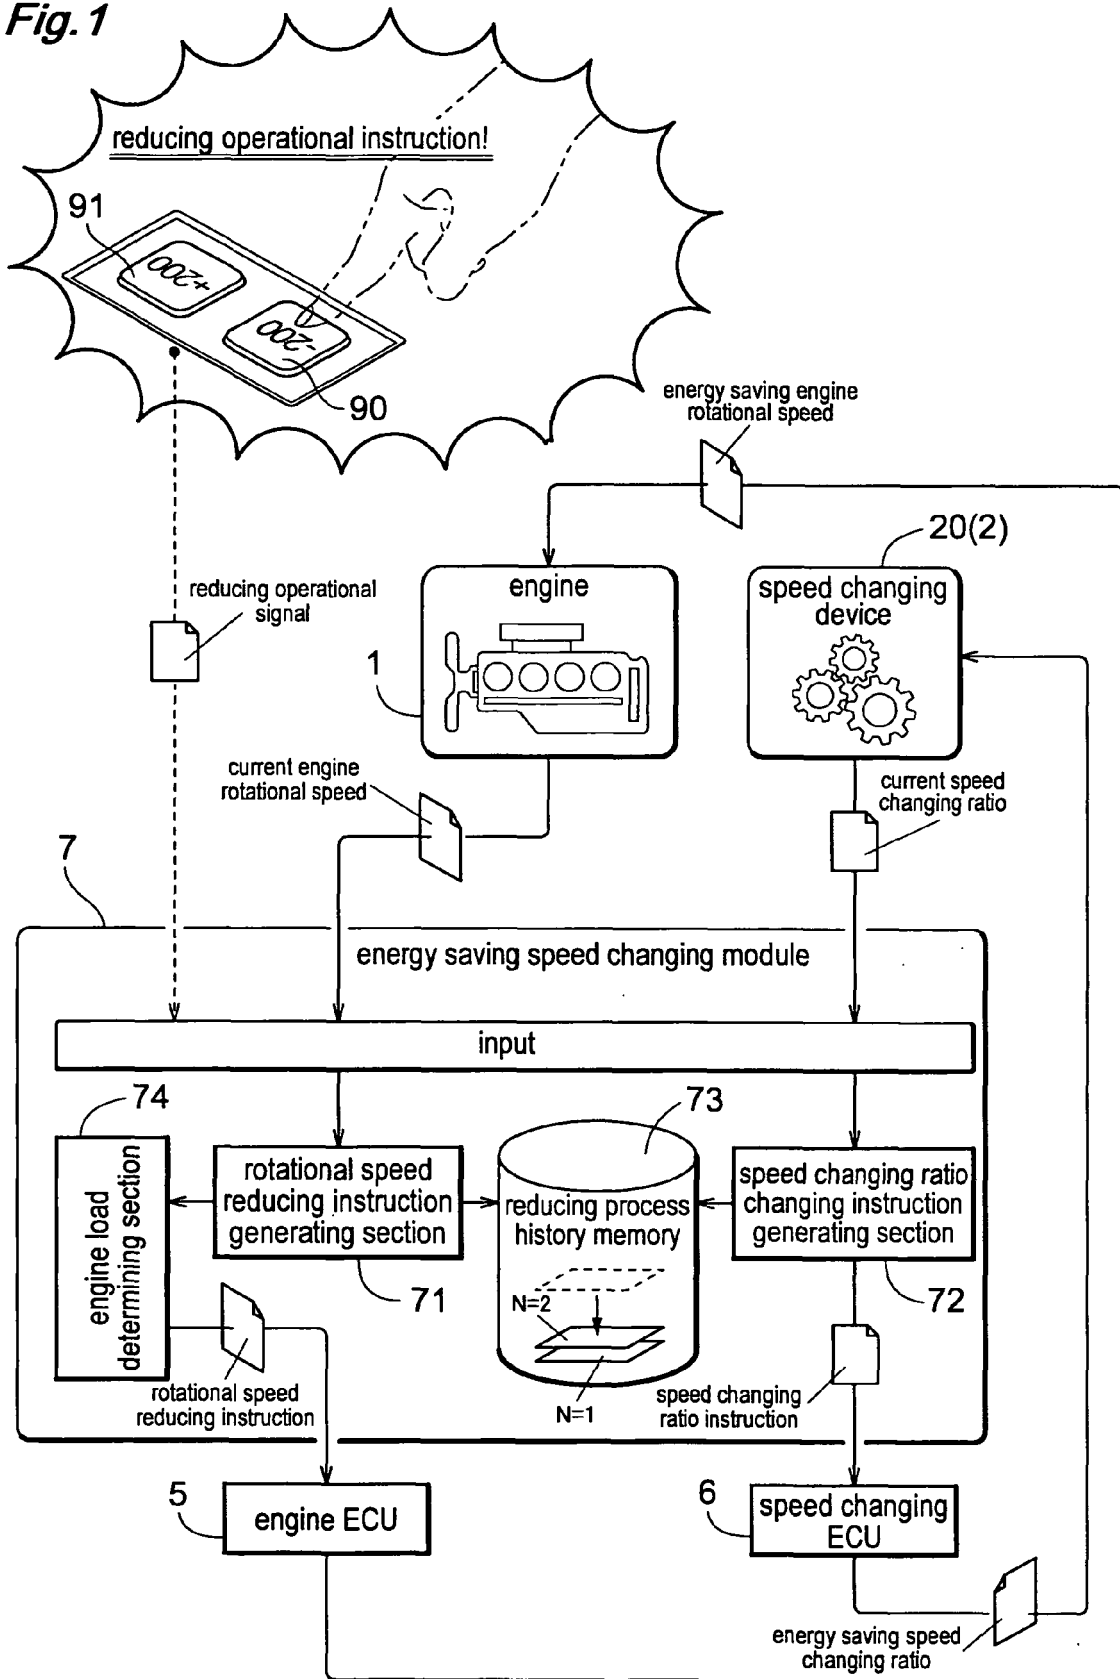 Fig. 1
reducing operational instruction!
91
+200
-200
90
energy saving engine
rotational speed
20(2)
reducing operational
signal
engine
speed changing
device
1
current engine
rotational speed
current speed
changing ratio
7
energy saving speed changing module
input
74
73
engine load
determining section
rotational speed
reducing instruction
generating section
reducing process
history memory
speed changing ratio
changing instruction
generating section
71
72
N=2
N=1
rotational speed
reducing instruction
speed changing
ratio instruction
5
engine ECU
6
speed changing
ECU
energy saving speed
changing ratio